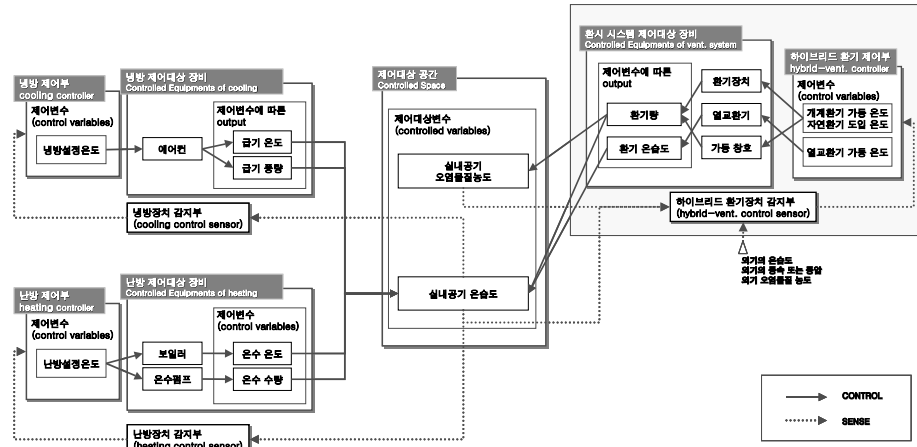 냉방 제어부
cooling controller
제어변수
(control variables)
냉방설정온도
냉방 제어대상 장비
Controlled Equipments of cooling
에어컨
제어변수에 따른
output
급기 온도
급기 풍량
냉방장치 감지부
(cooling control sensor)
난방 제어부
heating controller
제어변수
(control variables)
난방설정온도
난방 제어대상 장비
Controlled Equipments of heating
보일러
온수펌프
제어변수
(control variables)
온수 온도
온수 수량
난방장치 감지부
(heating control sensor)
제어대상 공간
Controlled Space
제어대상변수
(controlled variables)
실내공기
오염물질농도
실내공기 온습도
환시 시스템 제어대상 장비
Controlled Equipments of vent. system
제어변수에 따른
output
환기량
환기 온습도
환기장치
열교환기
가동 창호
하이브리드 환기 제어부
hybrid-vent. controller
제어변수
(control variables)
개계환기 가동 온도
자연환기 도입 온도
열교환기 가동 온도
하이브리드 환기장치 감지부
(hybrid-vent. control sensor)
외기의 온습도
외기의 풍속 또는 풍압
외기 오염물질 농도
CONTROL
SENSE